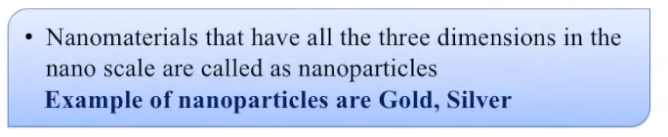 • Nanomaterials that have all the three dimensions in the
nano scale are called as nanoparticles
Example of nanoparticles are Gold, Silver